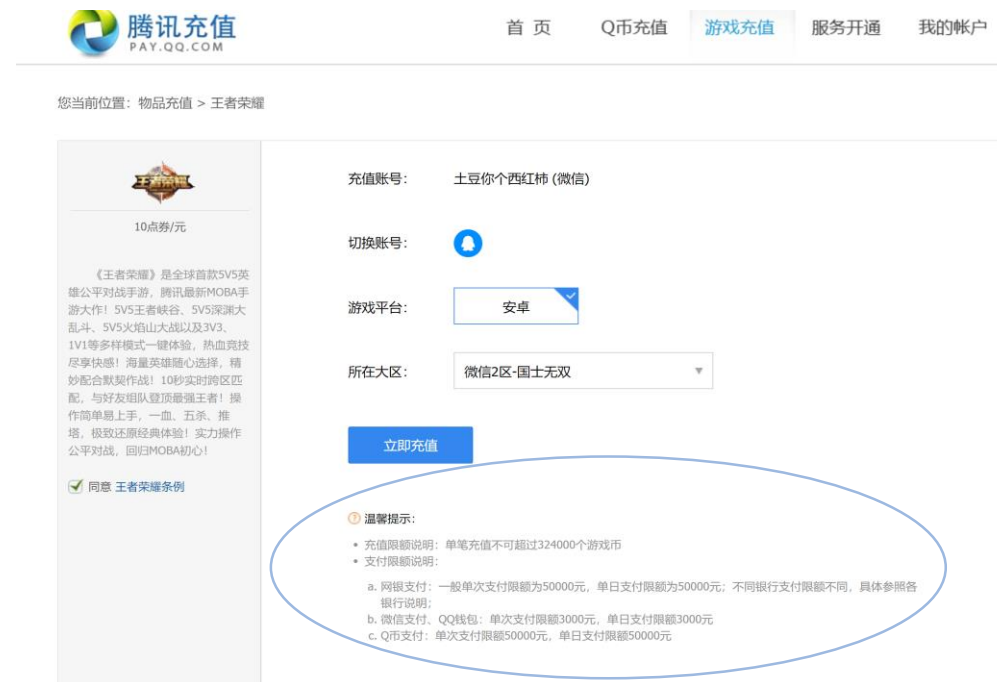 腾讯充值
PAY.QQ.COM
首 页
Q币充值
游戏充值
服务开通
我的帐户
您当前位置：物品充值 > 王者荣耀
王者荣耀
10点券/元
《王者荣耀》是全球首款5V5英
雄公平对战手游，腾讯最新MOBA手
游大作！5V5王者峡谷、5V5深渊大
乱斗、5V5火焰山大战以及3V3、
1V1等多样模式一键体验，热血竞技
尽享快感！海量英雄随心选择，精
妙配合默契作战！10秒实时跨区匹
配，与好友组队登顶最强王者！操
作简单易上手，一血、五杀、推
塔，极致还原经典体验！实力操作
公平对战，回归MOBA初心！
同意 王者荣耀条例
充值账号：
土豆你个西红柿 (微信)
切换账号：
游戏平台：
安卓
所在大区：
微信2区-国士无双
立即充值
温馨提示：
• 充值限额说明：单笔充值不可超过324000个游戏币
• 支付限额说明：
a. 网银支付：一般单次支付限额为50000元，单日支付限额为50000元；不同银行支付限额不同，具体参照各
银行说明；
b. 微信支付、QQ钱包：单次支付限额3000元，单日支付限额3000元
c. Q币支付：单次支付限额50000元，单日支付限额50000元